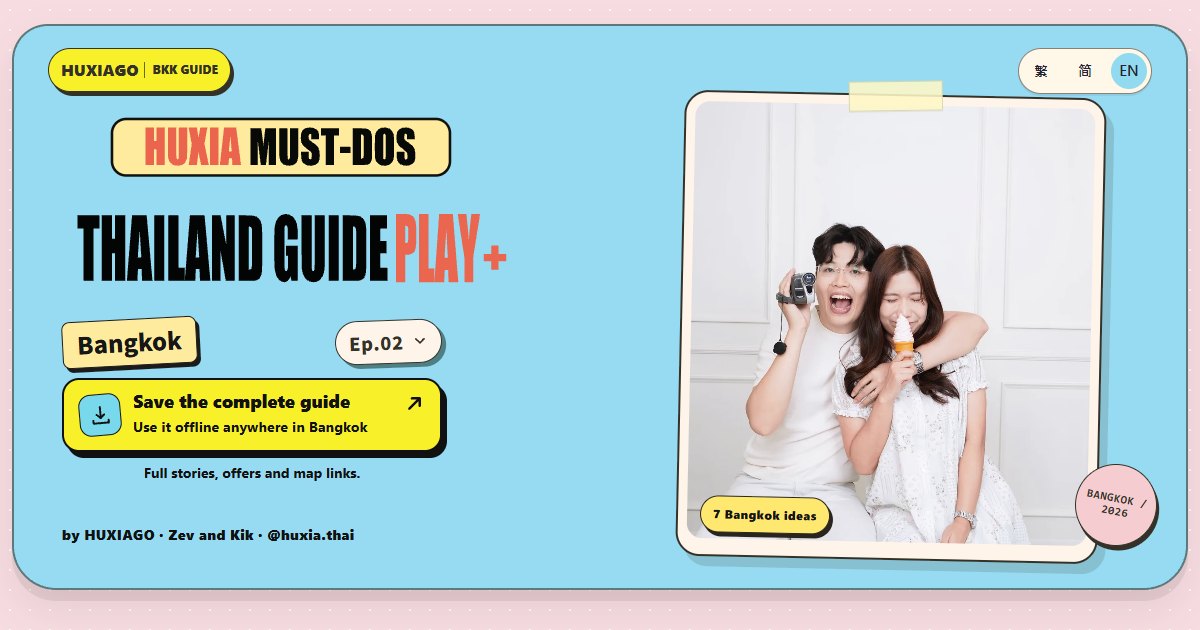 HUXIAGO | BKK GUIDE
繁 简 EN
HUXIA MUST-DOS
THAILAND GUIDE PLAY+
Bangkok
Ep.02
Save the complete guide
Use it offline anywhere in Bangkok
Full stories, offers and map links.
by HUXIAGO · Zev and Kik · @huxia.thai
7 Bangkok ideas
BANGKOK /
2026